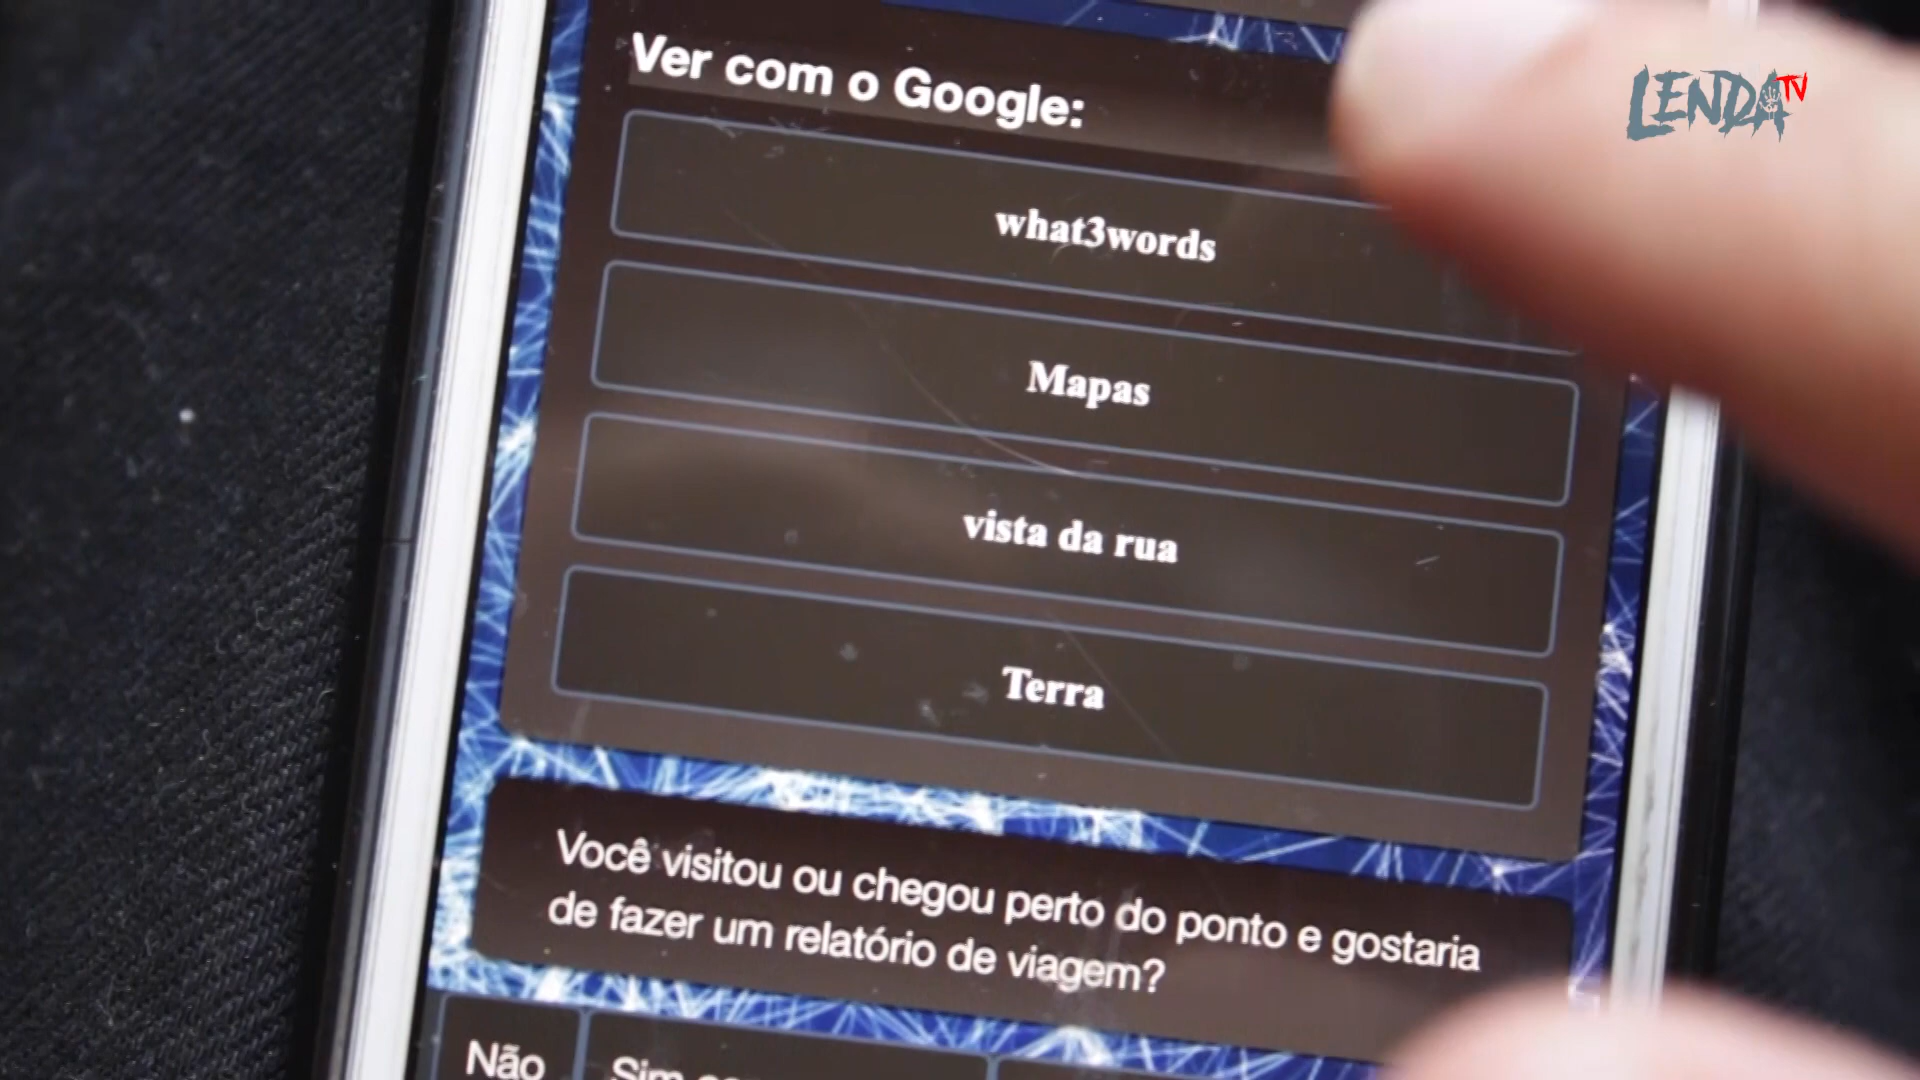 Ver com o Google:
LENDA TV
what3words
Mapas
vista da rua
Terra
Você visitou ou chegou perto do ponto e gostaria
de fazer um relatório de viagem?
Não
Sim